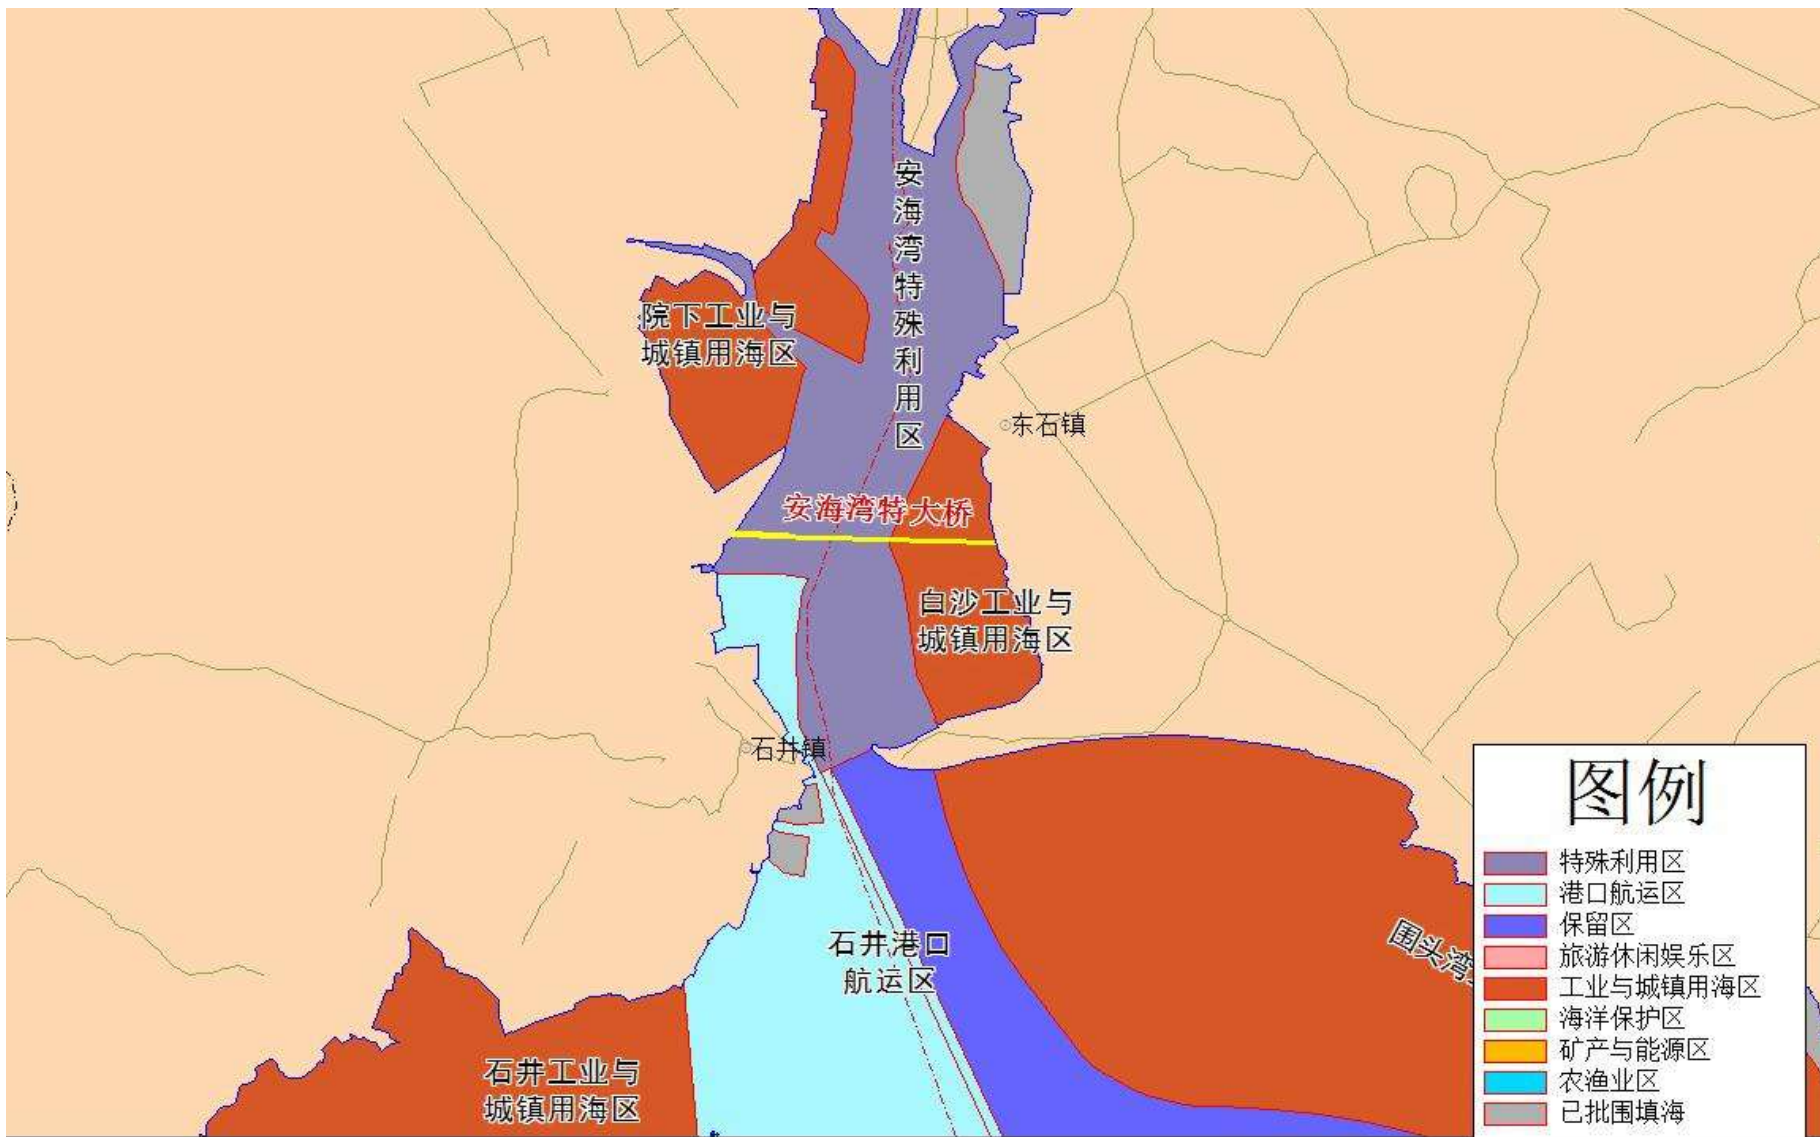 安海湾特殊利用区
院下工业与
城镇用海区
东石镇
安海湾特大桥
白沙工业与
城镇用海区
石井镇
石井港口
航运区
围头湾
石井工业与
城镇用海区
图例
特殊利用区
港口航运区
保留区
旅游休闲娱乐区
工业与城镇用海区
海洋保护区
矿产与能源区
农渔业区
已批围填海